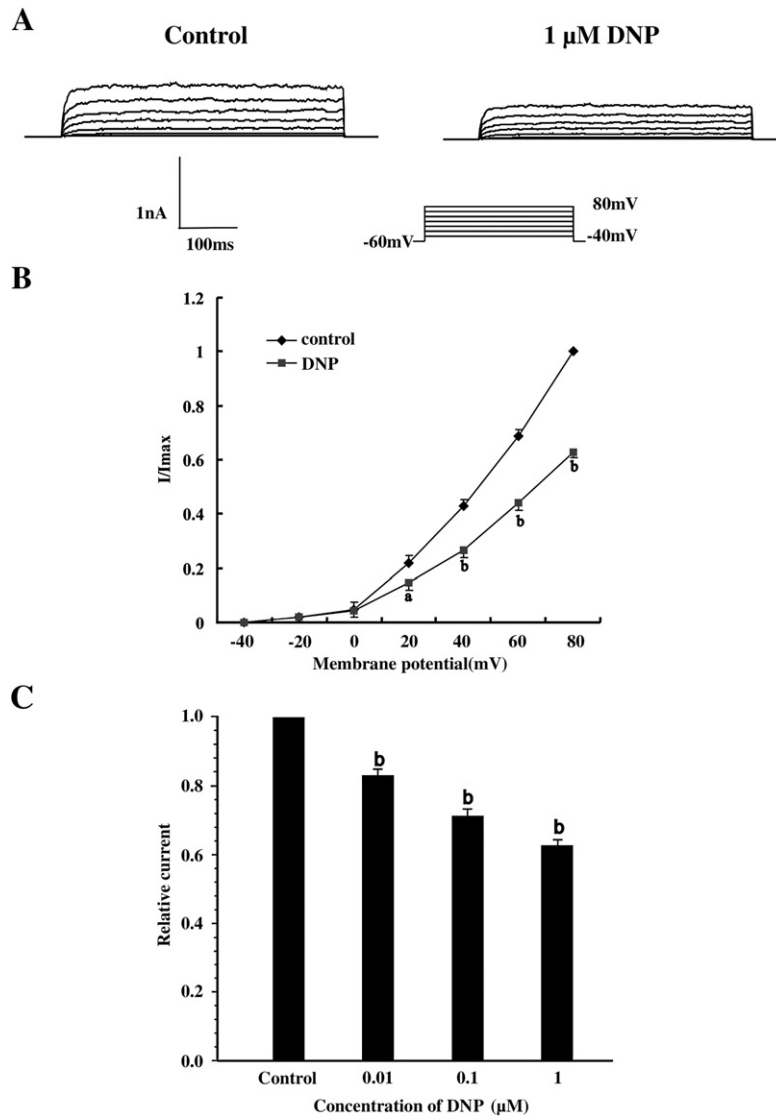 A
Control
1 µM DNP
1nA
100ms
80mV
-60mV
-40mV
B
1.2
1
0.8
0.6
0.4
0.2
0
I/Imax
control
DNP
a
b
b
b
-40
-20
0
20
40
60
80
Membrane potential(mV)
C
1.0
0.8
0.6
0.4
0.2
0.0
Relative current
b
b
b
Control
0.01
0.1
1
Concentration of DNP (µM)